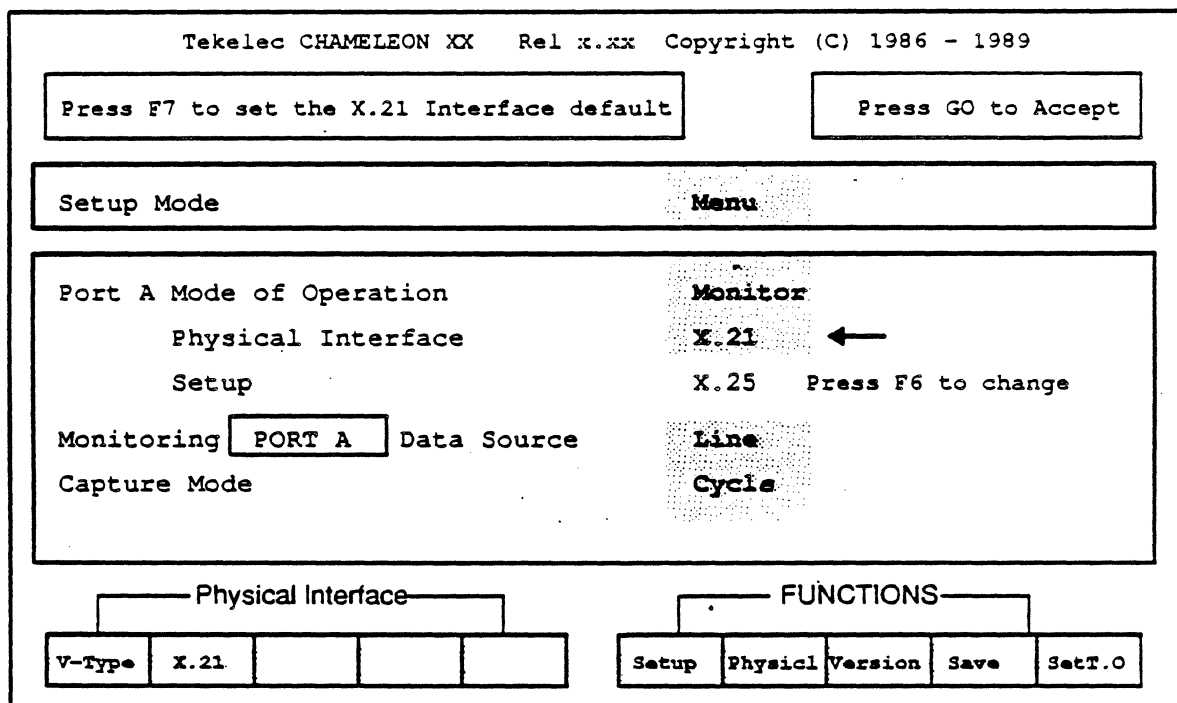 Tekelec CHAMELEON XX Rel x.xx Copyright (C) 1986 - 1989
Press F7 to set the X.21 Interface default
Press GO to Accept
Setup Mode Menu
Port A Mode of Operation Monitor
Physical Interface X.21
Setup X.25 Press F6 to change
Monitoring PORT A Data Source Line
Capture Mode Cycle
Physical Interface FUNCTIONS
V-Type X.21 Setup Physicl Version Save SetT.O